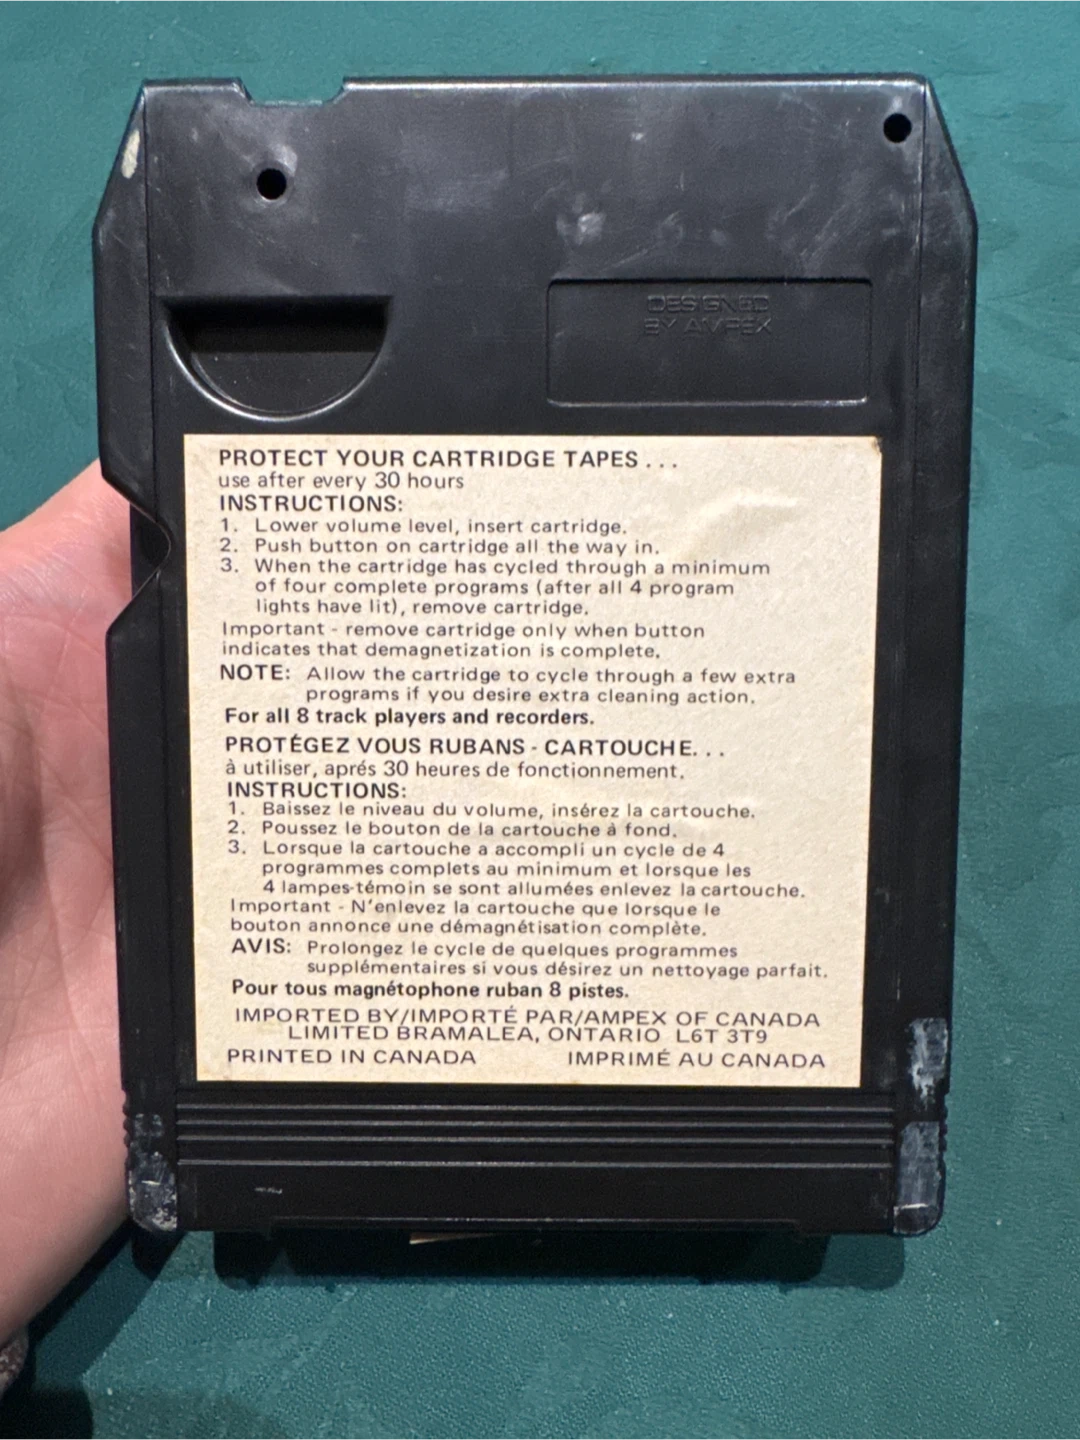 DESIGNED
BY AMPEX
PROTECT YOUR CARTRIDGE TAPES . . .
use after every 30 hours
INSTRUCTIONS:
1. Lower volume level, insert cartridge.
2. Push button on cartridge all the way in.
3. When the cartridge has cycled through a minimum
of four complete programs (after all 4 program
lights have lit), remove cartridge.
Important - remove cartridge only when button
indicates that demagnetization is complete.
NOTE: Allow the cartridge to cycle through a few extra
programs if you desire extra cleaning action.
For all 8 track players and recorders.
PROTÉGEZ VOUS RUBANS - CARTOUCHE. . .
à utiliser, aprés 30 heures de fonctionnement.
INSTRUCTIONS:
1. Baissez le niveau du volume, insérez la cartouche.
2. Poussez le bouton de la cartouche à fond.
3. Lorsque la cartouche a accompli un cycle de 4
programmes complets au minimum et lorsque les
4 lampes-témoin se sont allumées enlevez la cartouche.
Important - N'enlevez la cartouche que lorsque le
bouton annonce une démagnétisation complète.
AVIS: Prolongez le cycle de quelques programmes
supplémentaires si vous désirez un nettoyage parfait.
Pour tous magnétophone ruban 8 pistes.
IMPORTED BY/IMPORTÉ PAR/AMPEX OF CANADA
LIMITED BRAMALEA, ONTARIO L6T 3T9
PRINTED IN CANADA IMPRIMÉ AU CANADA